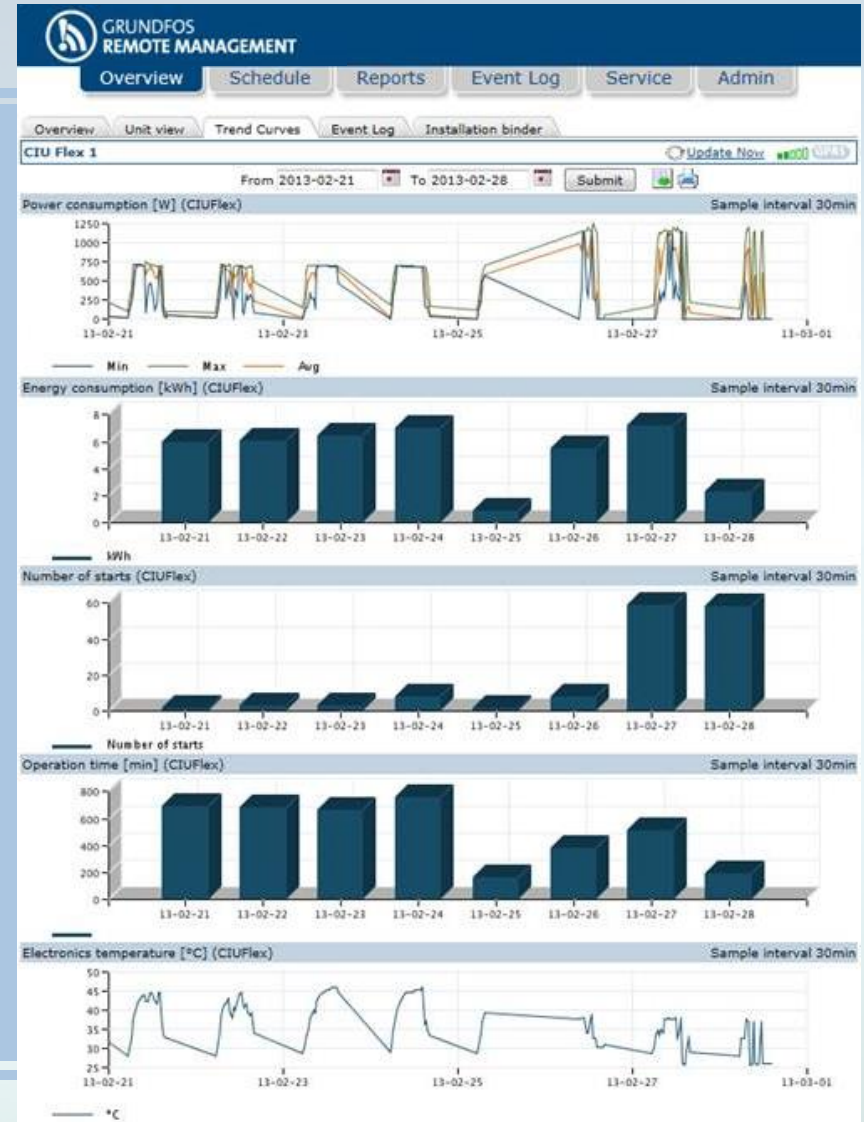 GRUNDFOS
REMOTE MANAGEMENT
Overview Schedule Reports Event Log Service Admin
Overview Unit view Trend Curves Event Log Installation binder
CIU Flex 1 Update Now
From 2013-02-21 To 2013-02-28 Submit
Power consumption [W] (CIUFlex) Sample interval 30min
1250
1000
750
500
250
0
13-02-21 13-02-23 13-02-25 13-02-27 13-03-01
Min Max Avg
Energy consumption [kWh] (CIUFlex) Sample interval 30min
8
6
4
2
0
13-02-21 13-02-22 13-02-23 13-02-24 13-02-25 13-02-26 13-02-27 13-02-28
kWh
Number of starts (CIUFlex) Sample interval 30min
60
40
20
0
13-02-21 13-02-22 13-02-23 13-02-24 13-02-25 13-02-26 13-02-27 13-02-28
Number of starts
Operation time [min] (CIUFlex) Sample interval 30min
800
600
400
200
0
13-02-21 13-02-22 13-02-23 13-02-24 13-02-25 13-02-26 13-02-27 13-02-28
Electronics temperature [°C] (CIUFlex) Sample interval 30min
50
45
40
35
30
25
13-02-21 13-02-23 13-02-25 13-02-27 13-03-01
°C